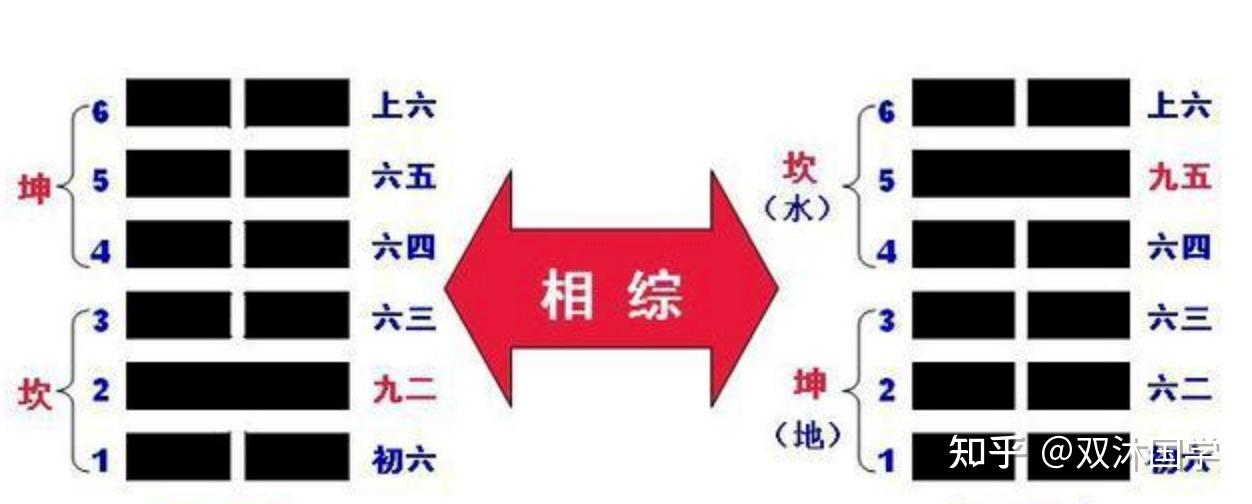 6 上六
5 六五
坤
4 六四
3 六三
坎
2 九二
1 初六
相综
6 上六
坎
(水)
5 九五
4 六四
3 六三
坤
(地)
2 六二
1 初六
知乎 @双沐国学